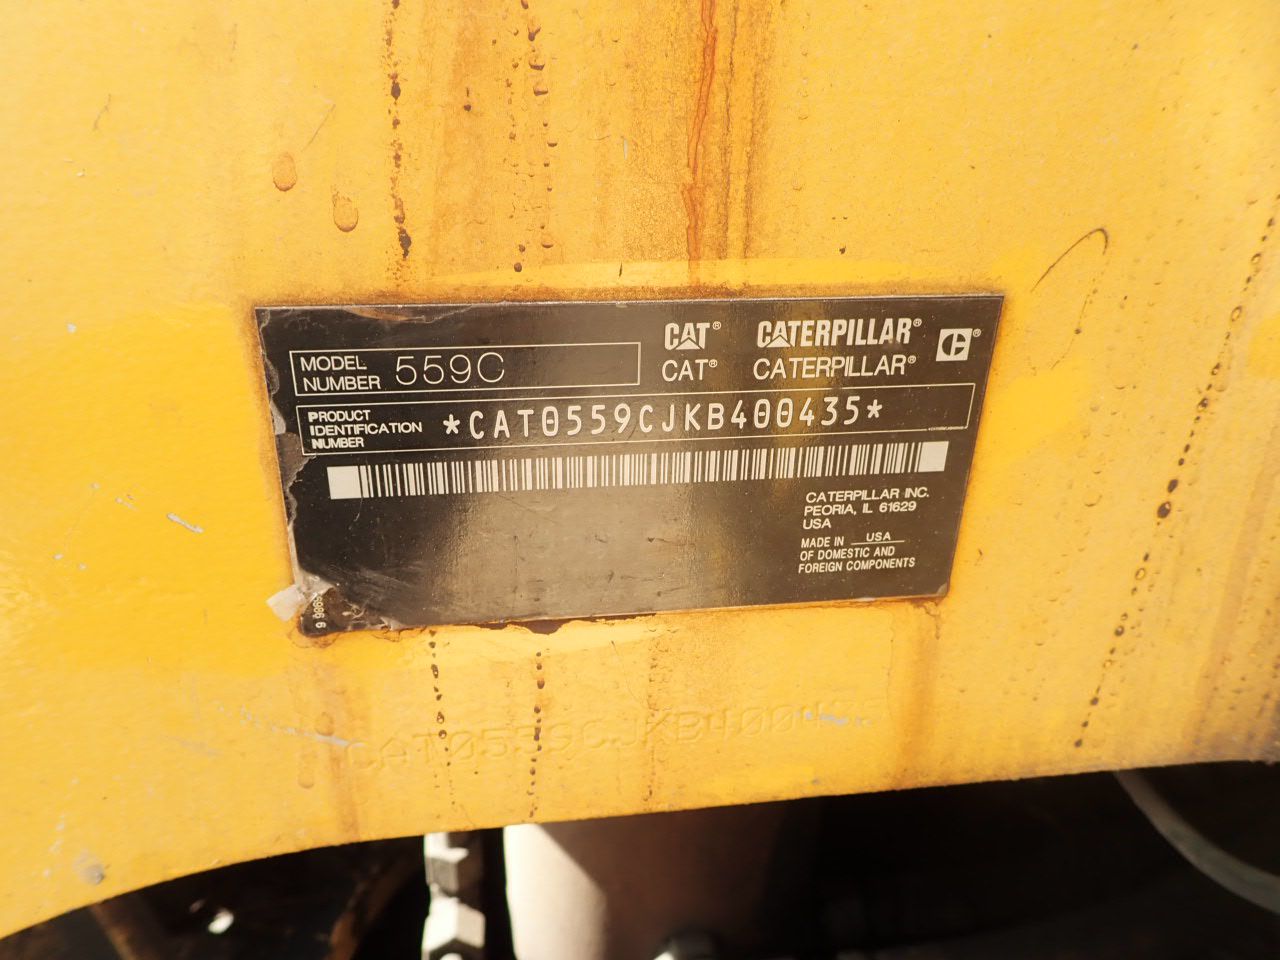 CAT® CATERPILLAR®
CAT® CATERPILLAR®
MODEL NUMBER 559C
PRODUCT IDENTIFICATION NUMBER *CAT0559CJKB400435*
CATERPILLAR INC.
PEORIA, IL 61629
USA
MADE IN USA
OF DOMESTIC AND
FOREIGN COMPONENTS
CAT0559CJKB400435